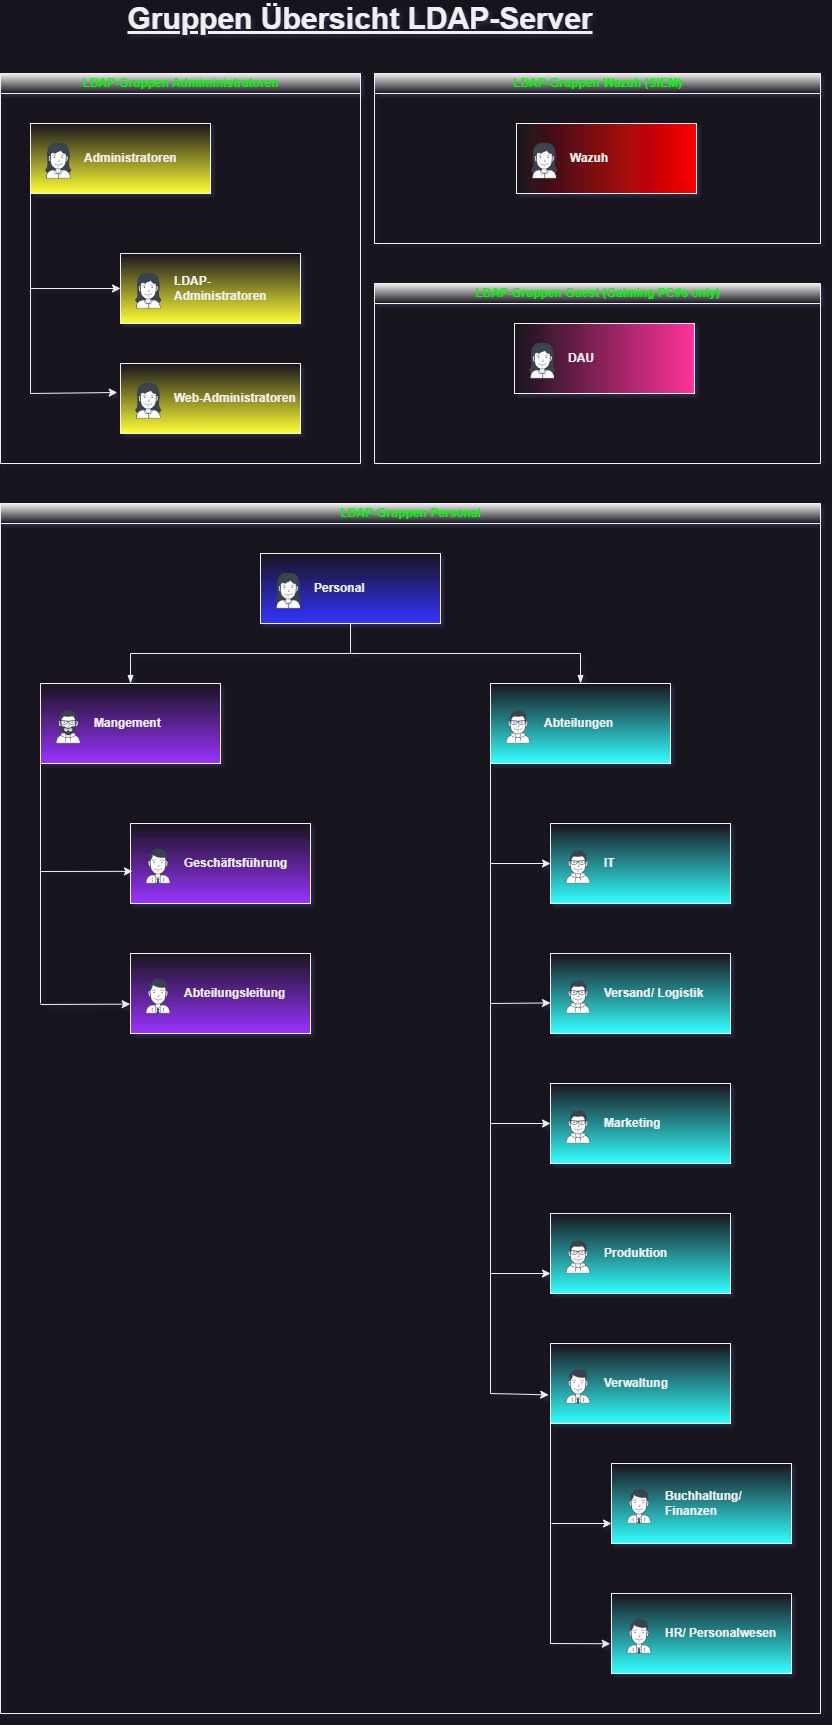 Gruppen Übersicht LDAP-Server
LDAP-Gruppen Admiministratoren
Administratoren
LDAP-
Administratoren
Web-Administratoren
LDAP-Gruppen Wazuh (SIEM)
Wazuh
LDAP-Gruppen Guest (Gaiming PC#s only)
DAU
LDAP-Gruppen Personal
Personal
Mangement
Geschäftsführung
Abteilungsleitung
Abteilungen
IT
Versand/ Logistik
Marketing
Produktion
Verwaltung
Buchhaltung/
Finanzen
HR/ Personalwesen